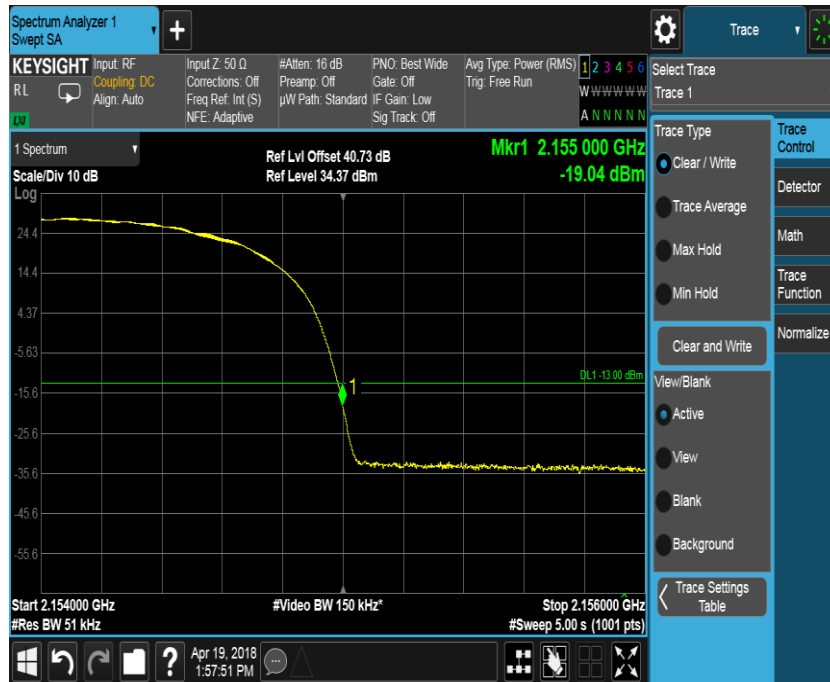 Spectrum Analyzer 1
Swept SA
+
Trace
KEYSIGHT
RL
LXI
Input: RF
Coupling: DC
Align: Auto
Input Z: 50 Ω
Corrections: Off
Freq Ref: Int (S)
NFE: Adaptive
#Atten: 16 dB
Preamp: Off
µW Path: Standard
PNO: Best Wide
Gate: Off
IF Gain: Low
Sig Track: Off
Avg Type: Power (RMS)
Trig: Free Run
1 2 3 4 5 6
W W W W W W
A N N N N N
Select Trace
Trace 1
1 Spectrum
Scale/Div 10 dB
Log
Ref Lvl Offset 40.73 dB
Ref Level 34.37 dBm
Mkr1 2.155 000 GHz
-19.04 dBm
24.4
14.4
4.37
-5.63
-15.6
-25.6
-35.6
-45.6
-55.6
DL1 -13.00 dBm
1
Start 2.154000 GHz
#Res BW 51 kHz
#Video BW 150 kHz*
Stop 2.156000 GHz
#Sweep 5.00 s (1001 pts)
Trace Type
Clear / Write
Trace Average
Max Hold
Min Hold
Clear and Write
View/Blank
Active
View
Blank
Background
Trace Settings
Table
Trace
Control
Detector
Math
Trace
Function
Normalize
?
Apr 19, 2018
1:57:51 PM